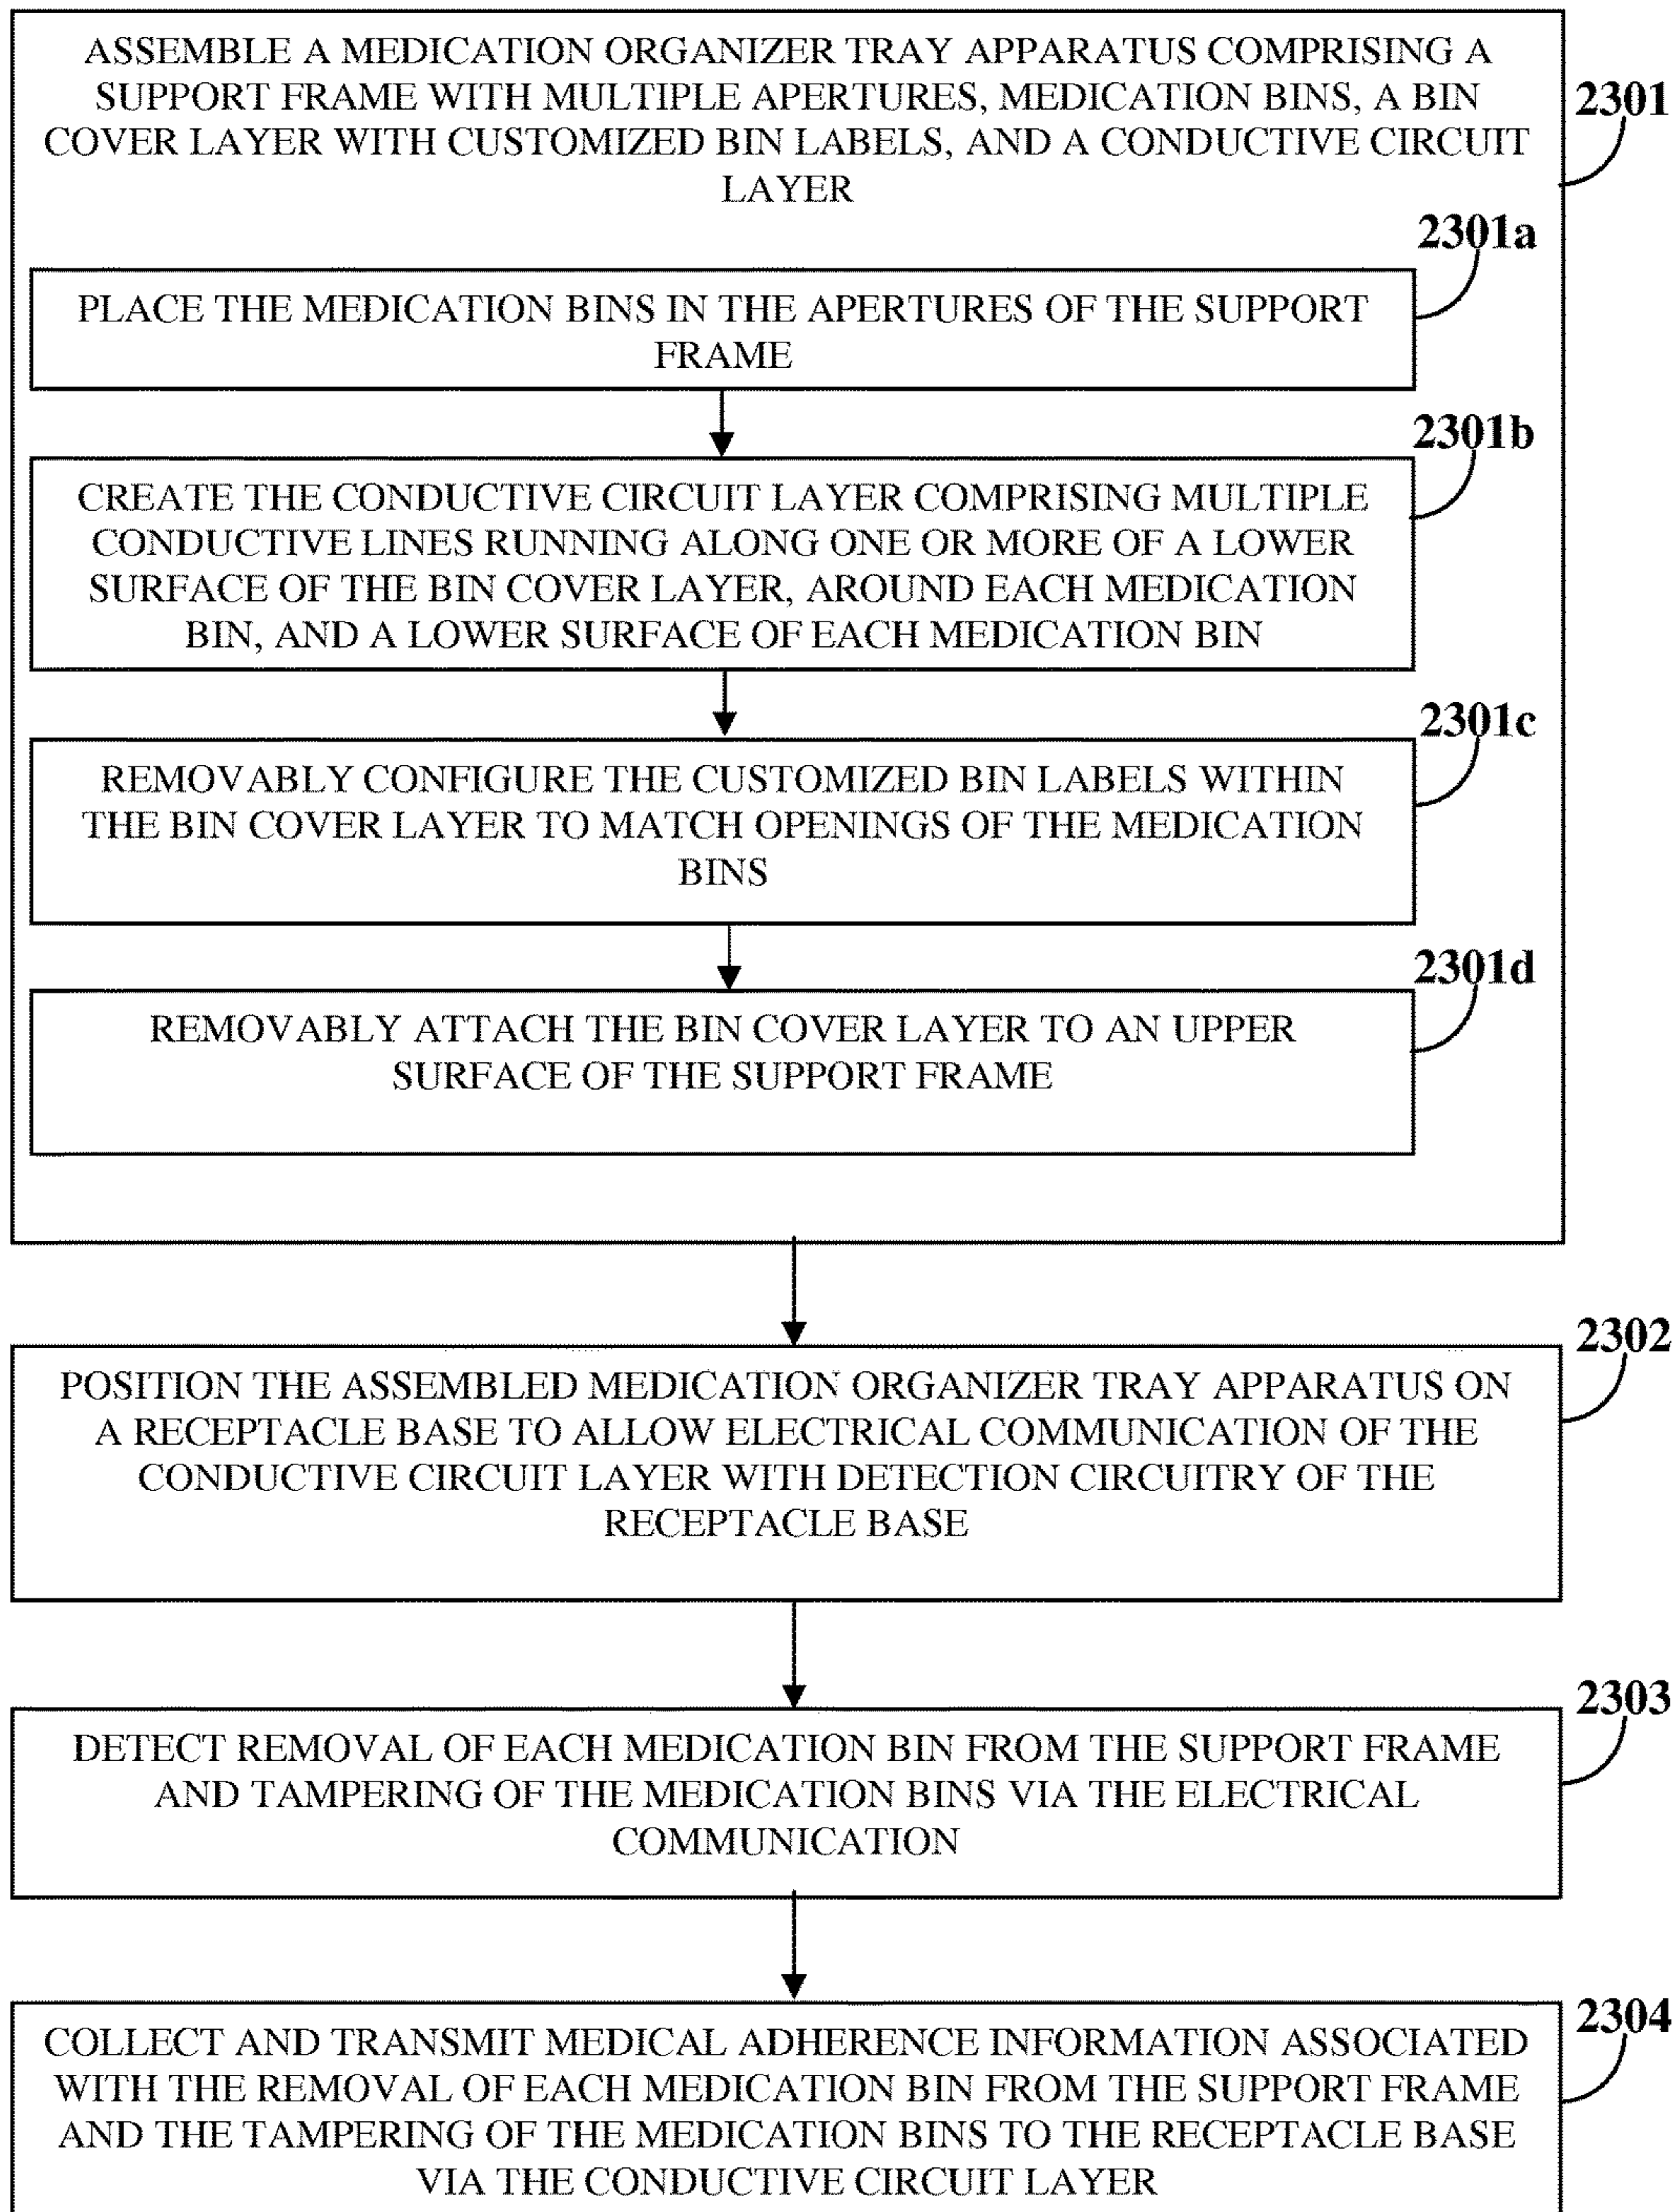 ASSEMBLE A MEDICATION ORGANIZER TRAY APPARATUS COMPRISING A
SUPPORT FRAME WITH MULTIPLE APERTURES, MEDICATION BINS, A BIN
COVER LAYER WITH CUSTOMIZED BIN LABELS, AND A CONDUCTIVE CIRCUIT
LAYER
2301
2301a
PLACE THE MEDICATION BINS IN THE APERTURES OF THE SUPPORT
FRAME
2301b
CREATE THE CONDUCTIVE CIRCUIT LAYER COMPRISING MULTIPLE
CONDUCTIVE LINES RUNNING ALONG ONE OR MORE OF A LOWER
SURFACE OF THE BIN COVER LAYER, AROUND EACH MEDICATION
BIN, AND A LOWER SURFACE OF EACH MEDICATION BIN
2301c
REMOVABLY CONFIGURE THE CUSTOMIZED BIN LABELS WITHIN
THE BIN COVER LAYER TO MATCH OPENINGS OF THE MEDICATION
BINS
2301d
REMOVABLY ATTACH THE BIN COVER LAYER TO AN UPPER
SURFACE OF THE SUPPORT FRAME
2302
POSITION THE ASSEMBLED MEDICATION ORGANIZER TRAY APPARATUS ON
A RECEPTACLE BASE TO ALLOW ELECTRICAL COMMUNICATION OF THE
CONDUCTIVE CIRCUIT LAYER WITH DETECTION CIRCUITRY OF THE
RECEPTACLE BASE
2303
DETECT REMOVAL OF EACH MEDICATION BIN FROM THE SUPPORT FRAME
AND TAMPERING OF THE MEDICATION BINS VIA THE ELECTRICAL
COMMUNICATION
2304
COLLECT AND TRANSMIT MEDICAL ADHERENCE INFORMATION ASSOCIATED
WITH THE REMOVAL OF EACH MEDICATION BIN FROM THE SUPPORT FRAME
AND THE TAMPERING OF THE MEDICATION BINS TO THE RECEPTACLE BASE
VIA THE CONDUCTIVE CIRCUIT LAYER